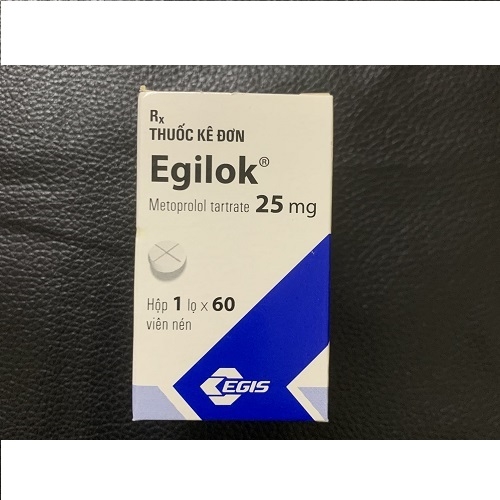 Rx
THUỐC KÊ ĐƠN
Egilok®
Metoprolol tartrate 25 mg
Hộp 1 lọ x 60
viên nén
EGIS